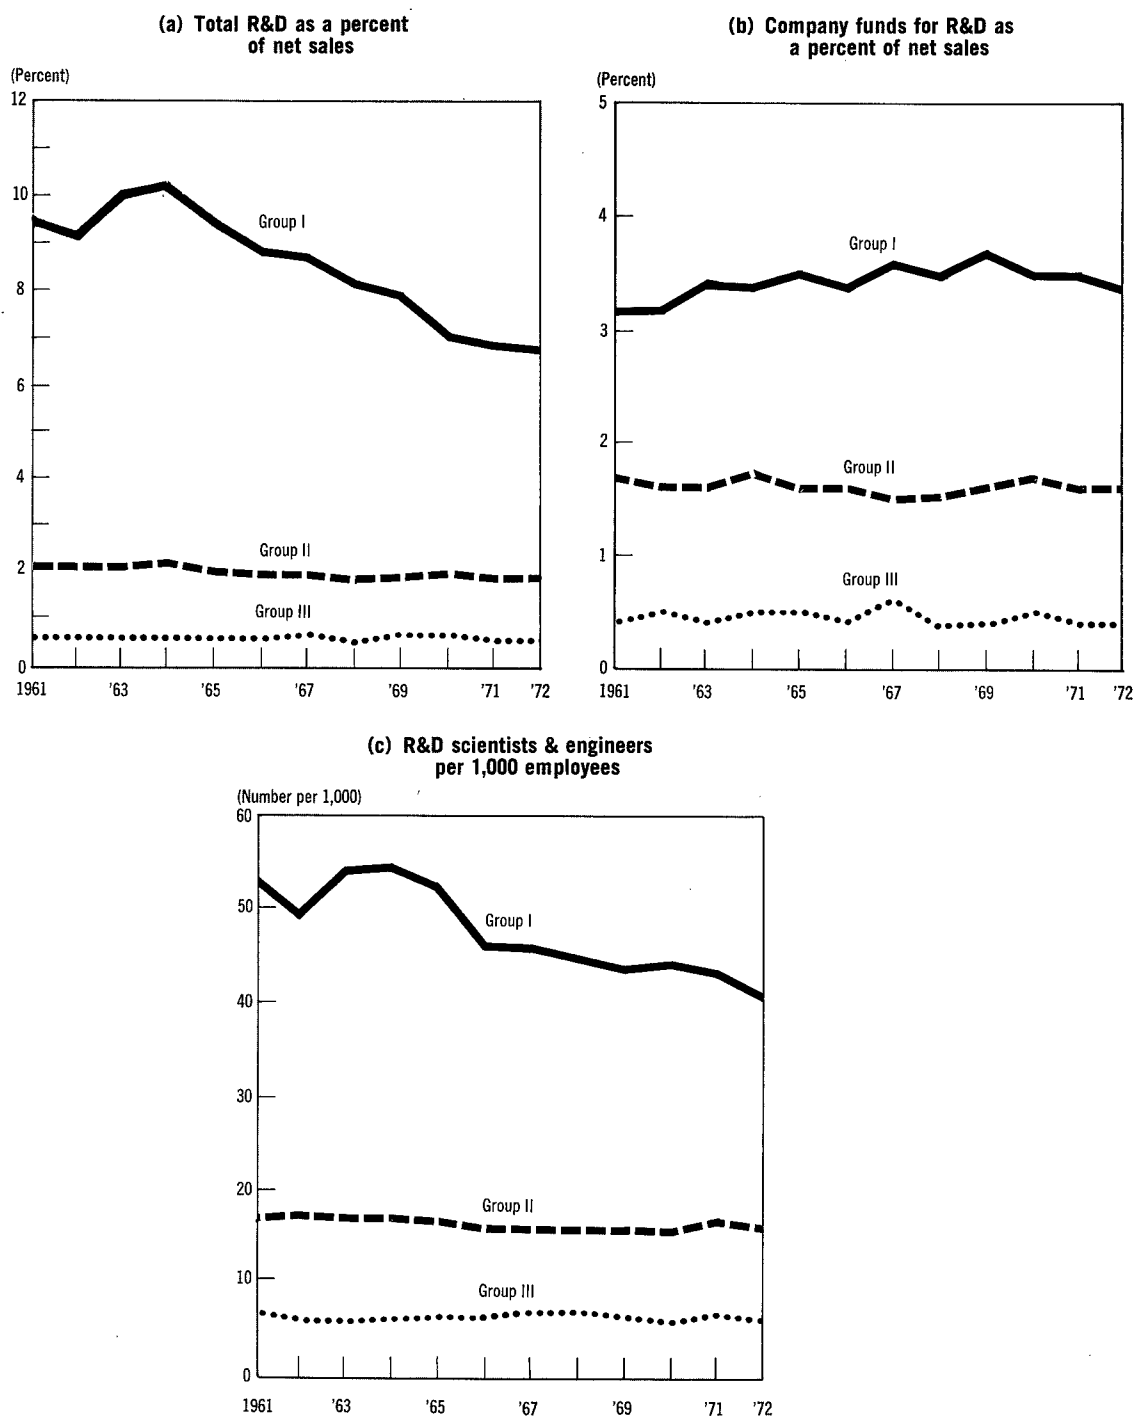 (a) Total R&D as a percent
of net sales
(Percent)
12
10
8
6
4
2
0
Group I
Group II
Group III
1961 '63 '65 '67 '69 '71 '72
(b) Company funds for R&D as
a percent of net sales
(Percent)
5
4
3
2
1
0
Group I
Group II
Group III
1961 '63 '65 '67 '69 '71 '72
(c) R&D scientists & engineers
per 1,000 employees
(Number per 1,000)
60
50
40
30
20
10
0
Group I
Group II
Group III
1961 '63 '65 '67 '69 '71 '72